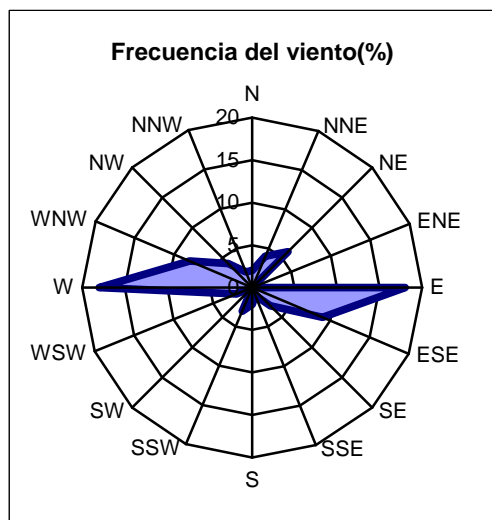 Frecuencia del viento(%)
N
NNW
NNE
20
NW
NE
15
10
WNW
ENE
5
0
W
E
WSW
ESE
SW
SE
SSW
SSE
S